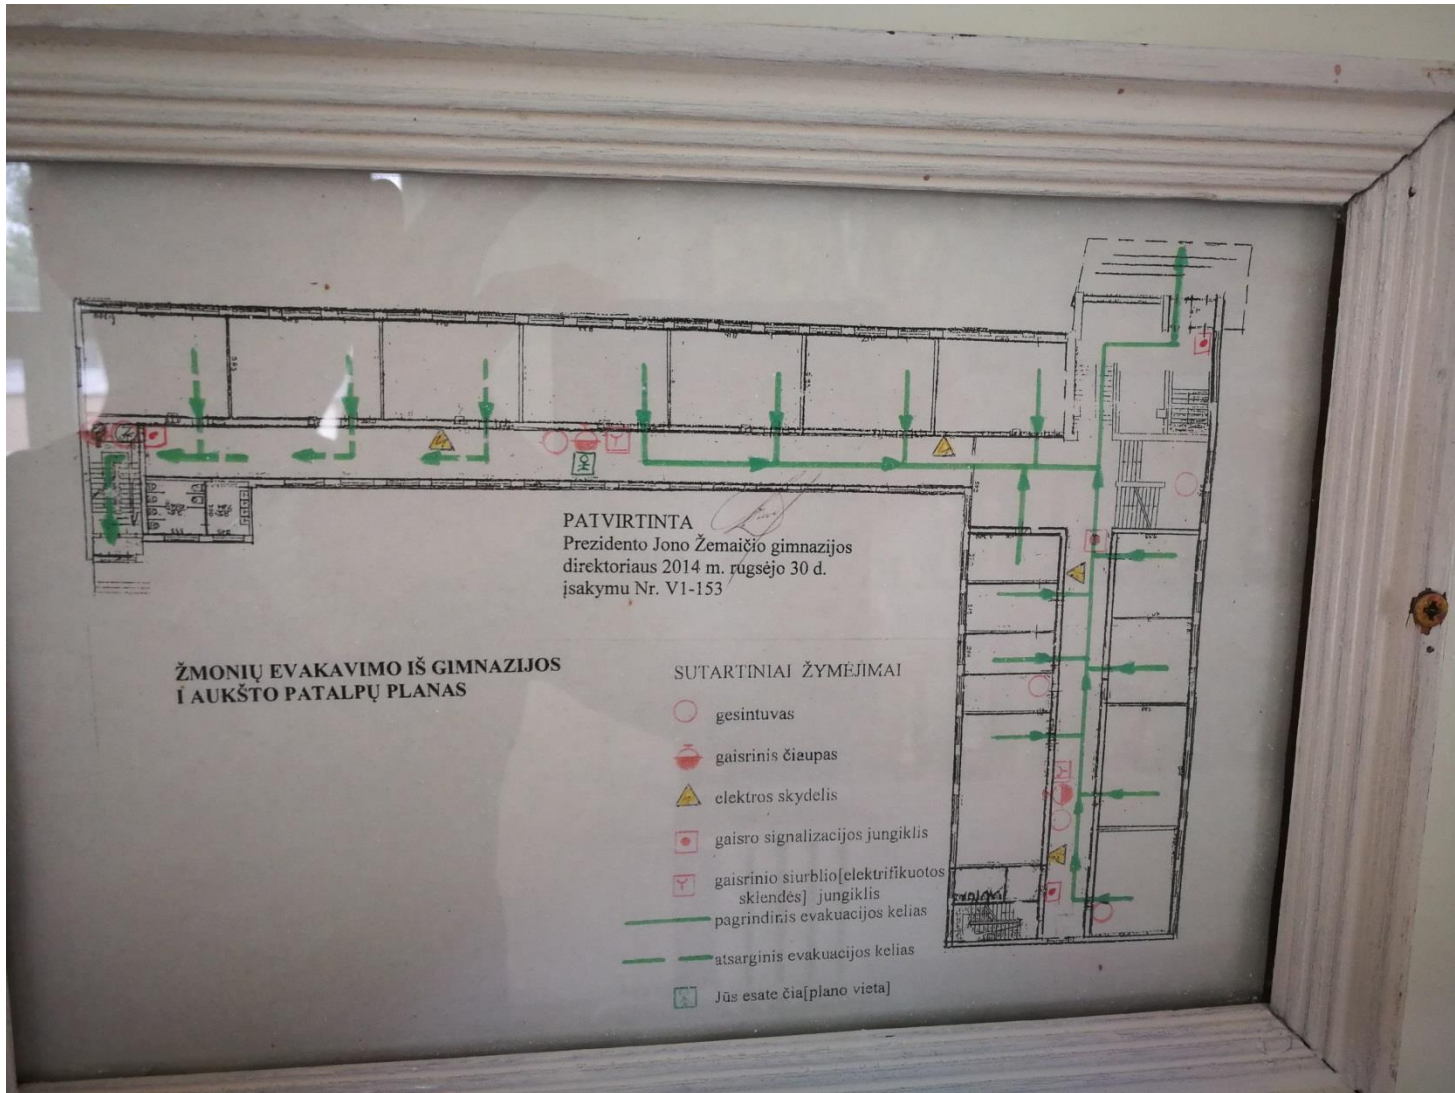 PATVIRTINTA
Prezidento Jono Žemaičio gimnazijos
direktoriaus 2014 m. rugsėjo 30 d.
įsakymu Nr. V1-153
ŽMONIŲ EVAKAVIMO IŠ GIMNAZIJOS
I AUKŠTO PATALPŲ PLANAS
SUTARTINIAI ŽYMĖJIMAI
gesintuvas
gaisrinis čiaupas
elektros skydelis
gaisro signalizacijos jungiklis
gaisrinio siurblio[elektrifikuotos
sklendės] jungiklis
pagrindinis evakuacijos kelias
atsarginis evakuacijos kelias
Jūs esate čia[plano vieta]